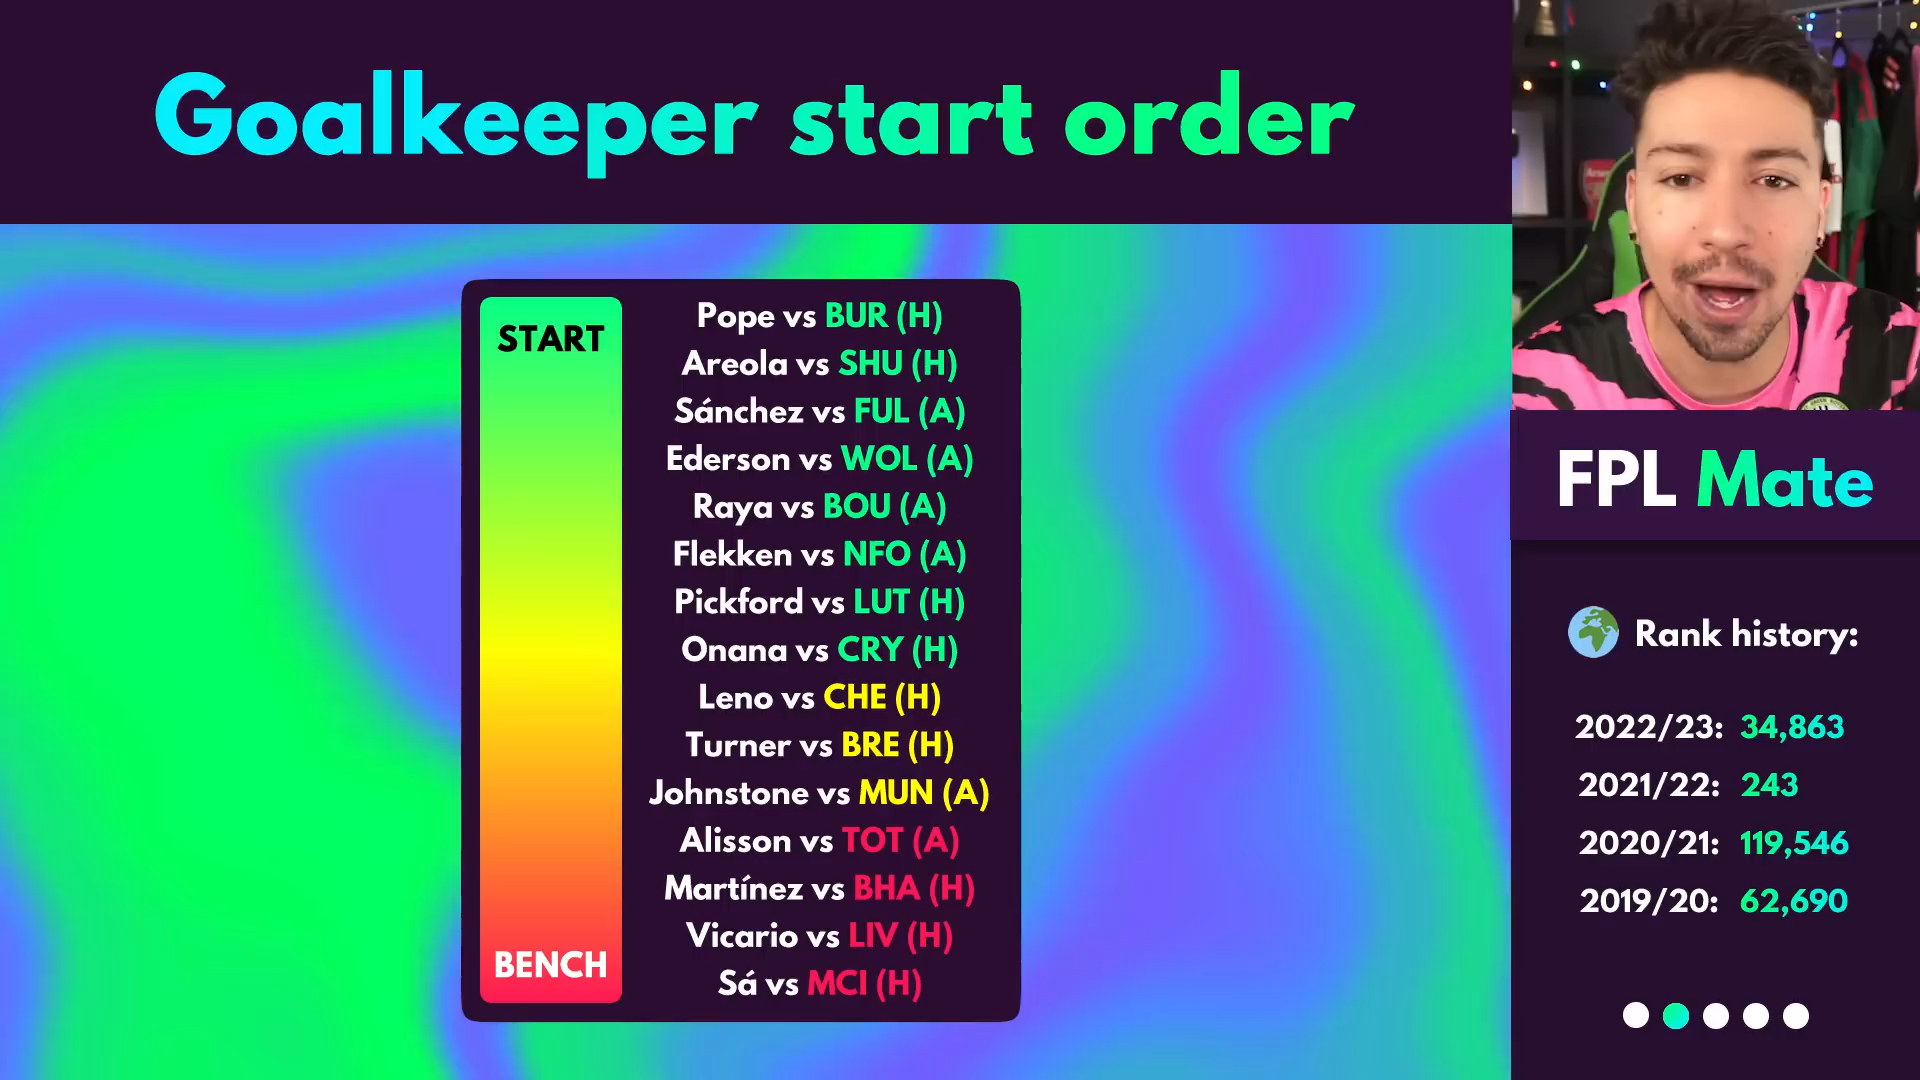 Goalkeeper start order
START
Pope vs BUR (H)
Areola vs SHU (H)
Sánchez vs FUL (A)
Ederson vs WOL (A)
Raya vs BOU (A)
Flekken vs NFO (A)
Pickford vs LUT (H)
Onana vs CRY (H)
Leno vs CHE (H)
Turner vs BRE (H)
Johnstone vs MUN (A)
Alisson vs TOT (A)
Martínez vs BHA (H)
Vicario vs LIV (H)
Sá vs MCI (H)
BENCH
FPL Mate
Rank history:
2022/23: 34,863
2021/22: 243
2020/21: 119,546
2019/20: 62,690